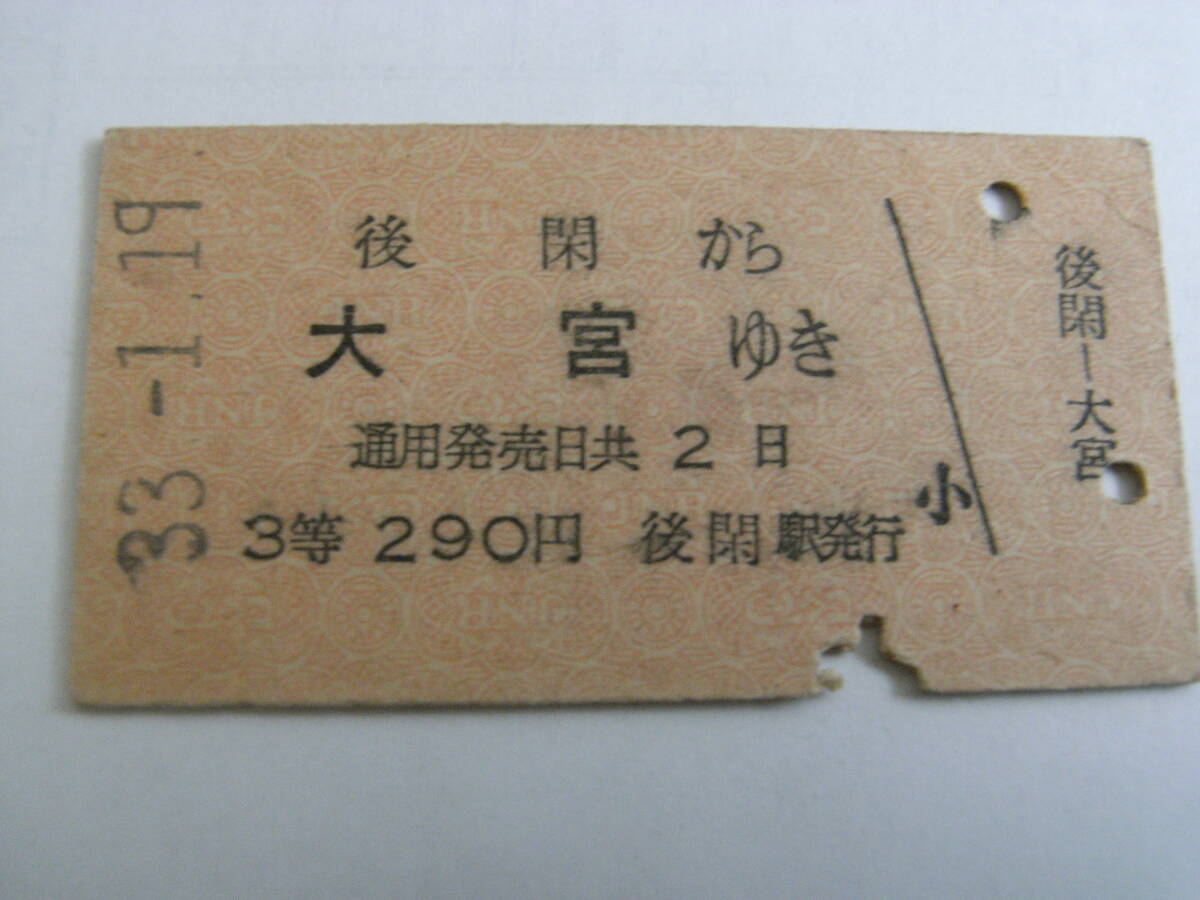 33-1.19
後閑から
大宮ゆき
通用発売日共 2 日
3等 290円 後閑駅発行
小
後閑―大宮